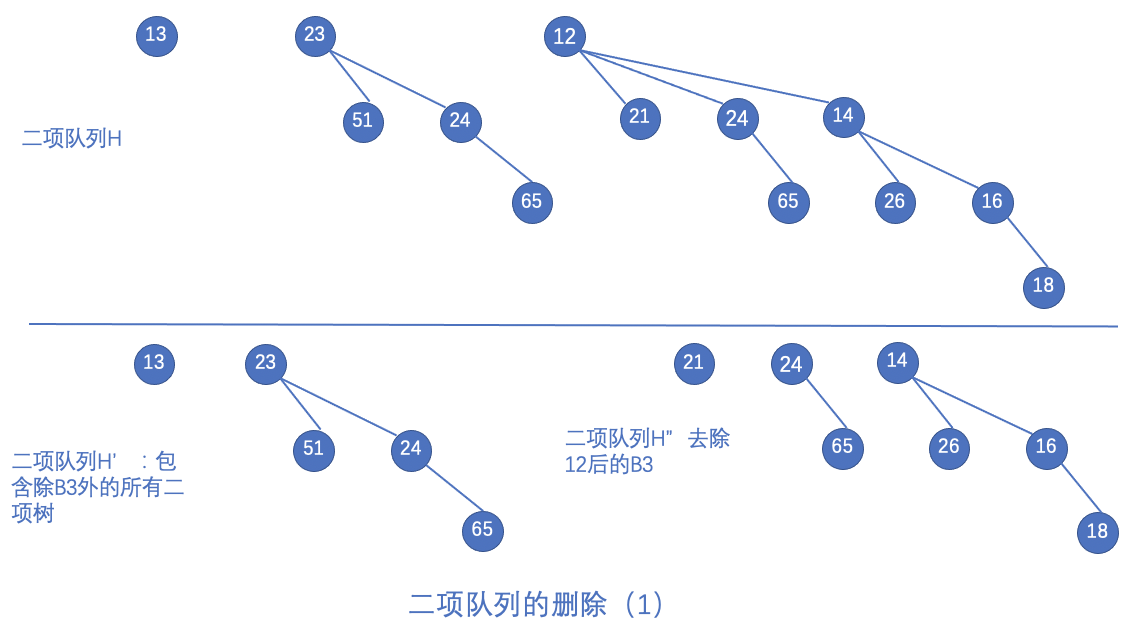 13 23 12
51 24 21 24 14
二项队列H
65 65 26 16
18
13 23 21 24 14
51 24 65 26 16
二项队列H' ：包
含除B3外的所有二
项树
二项队列H" 去除
12后的B3
65 18
二项队列的删除（1）